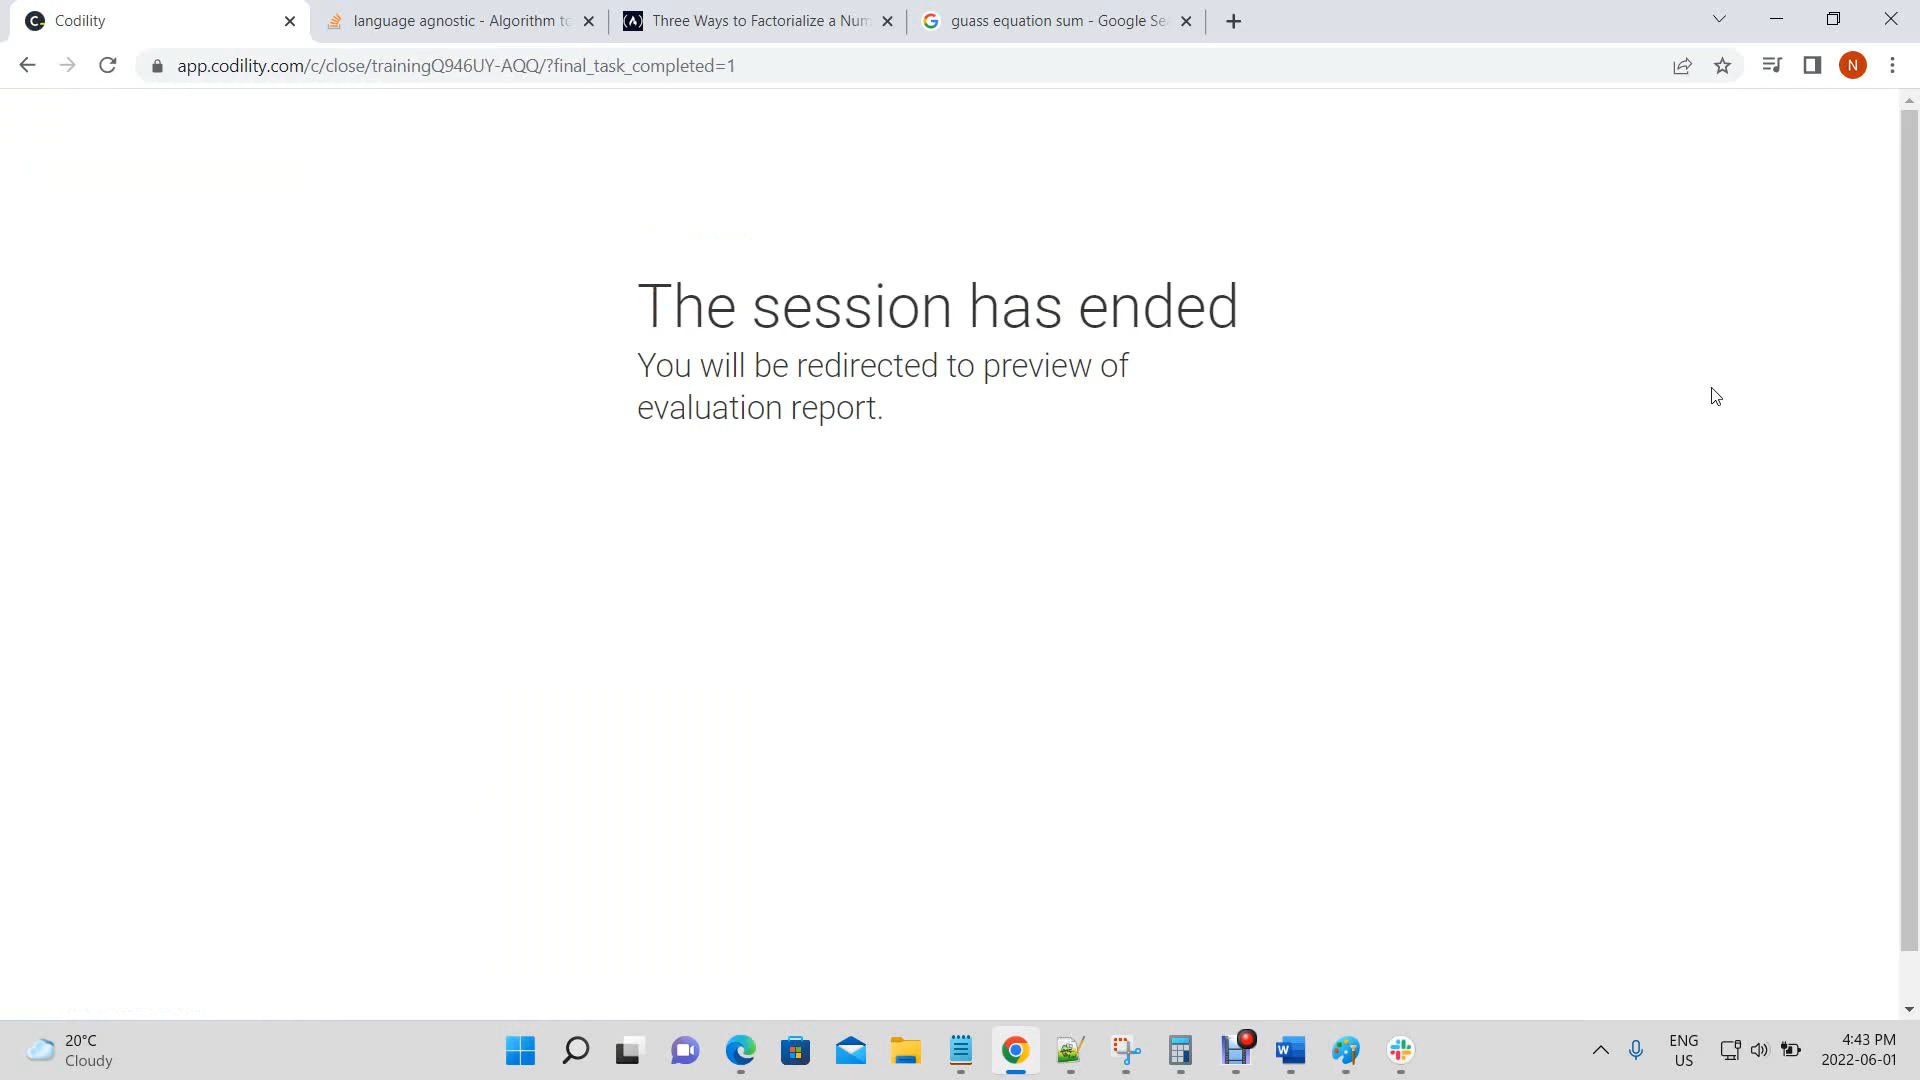 Codility
language agnostic - Algorithm to
Three Ways to Factorialize a Num
guass equation sum - Google Se
app.codility.com/c/close/trainingQ946UY-AQQ/?final_task_completed=1
N
The session has ended
You will be redirected to preview of
evaluation report.
20°C
Cloudy
ENG
US
4:43 PM
2022-06-01